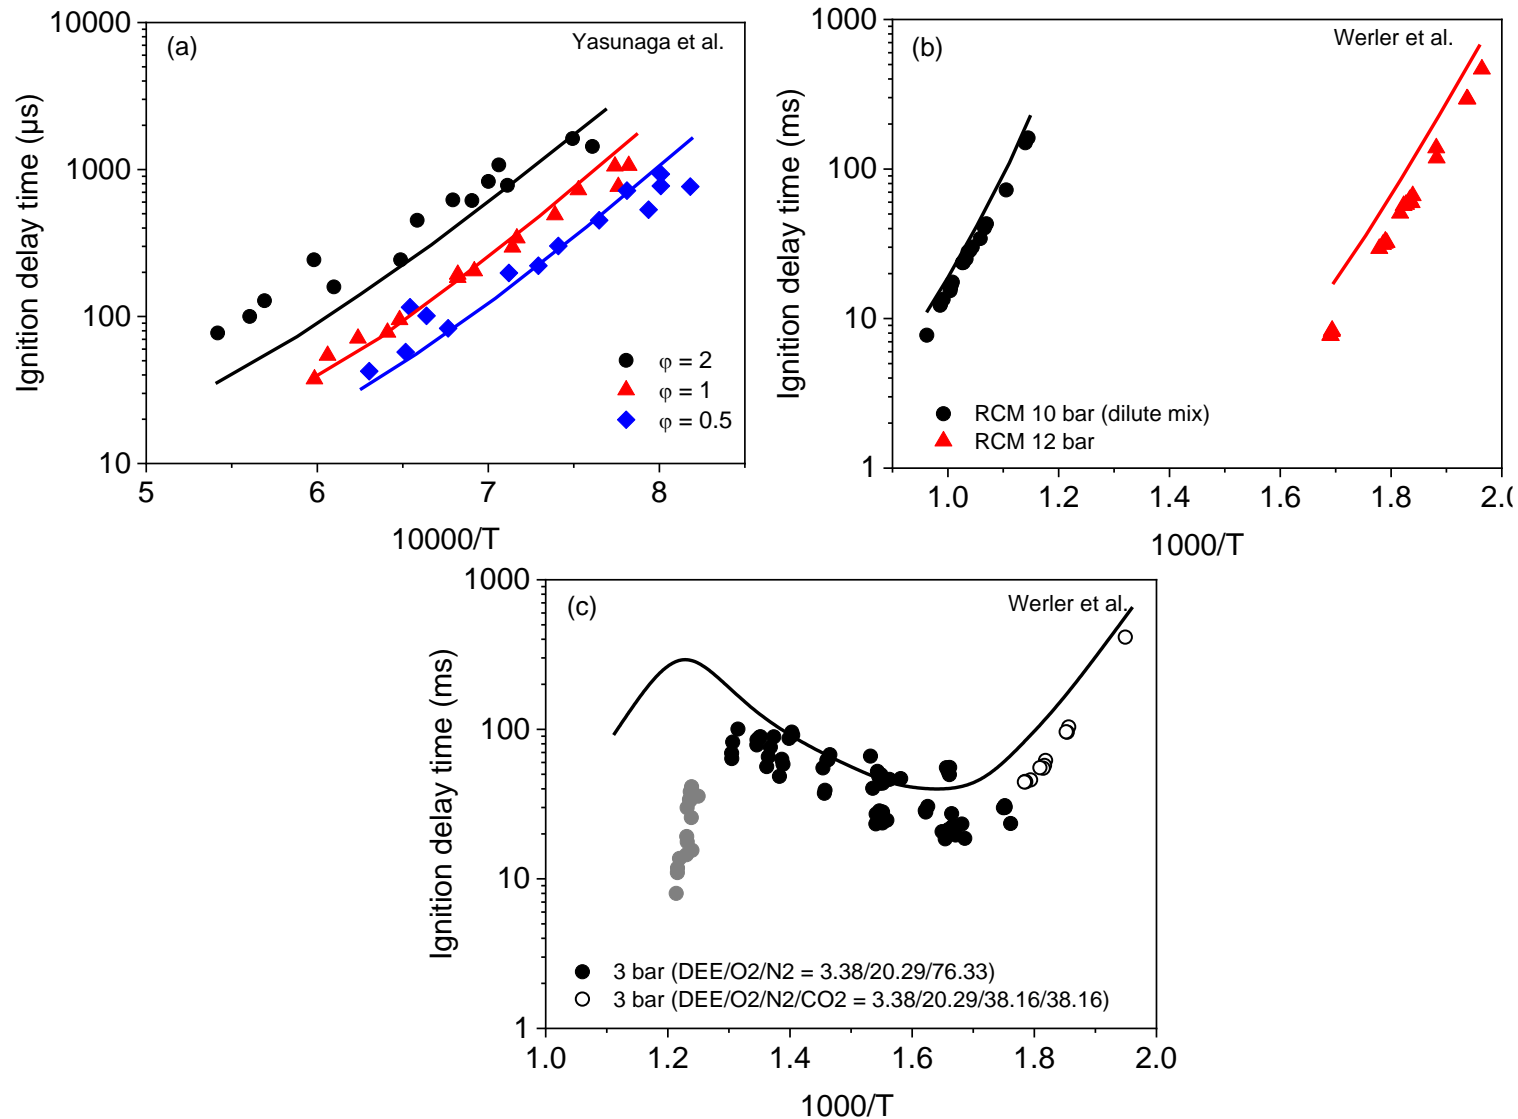 (a)
Yasunaga et al.
Ignition delay time (μs)
10000
1000
100
10
5
6
7
8
10000/T
φ = 2
φ = 1
φ = 0.5
(b)
Werler et al.
Ignition delay time (ms)
1000
100
10
1
1.0
1.2
1.4
1.6
1.8
2.0
1000/T
RCM 10 bar (dilute mix)
RCM 12 bar
(c)
Werler et al.
Ignition delay time (ms)
1000
100
10
1
1.0
1.2
1.4
1.6
1.8
2.0
1000/T
3 bar (DEE/O2/N2 = 3.38/20.29/76.33)
3 bar (DEE/O2/N2/CO2 = 3.38/20.29/38.16/38.16)